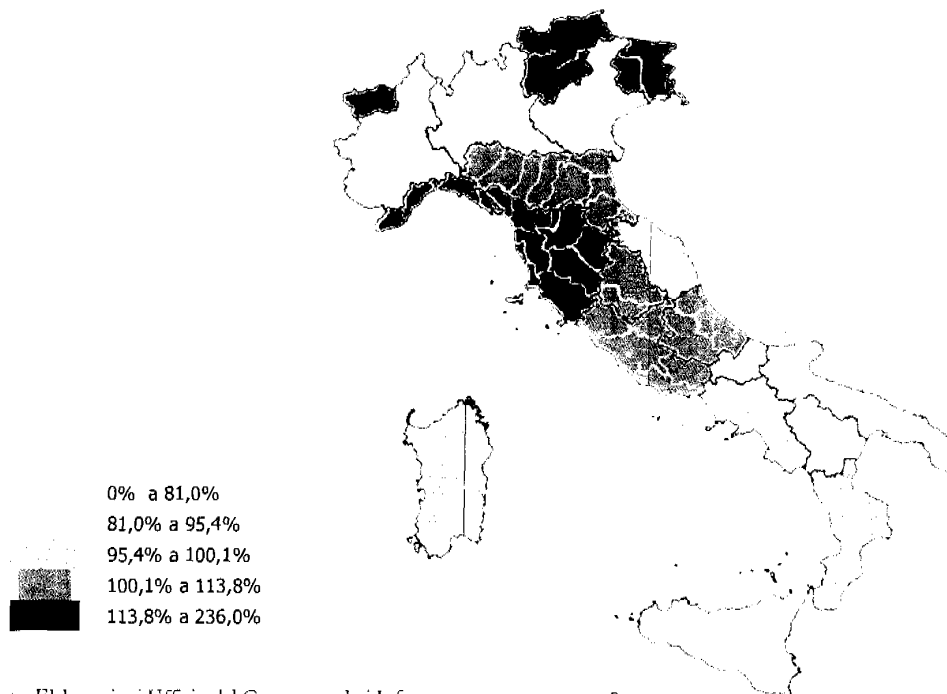 0% a 81,0%
81,0% a 95,4%
95,4% a 100,1%
100,1% a 113,8%
113,8% a 236,0%